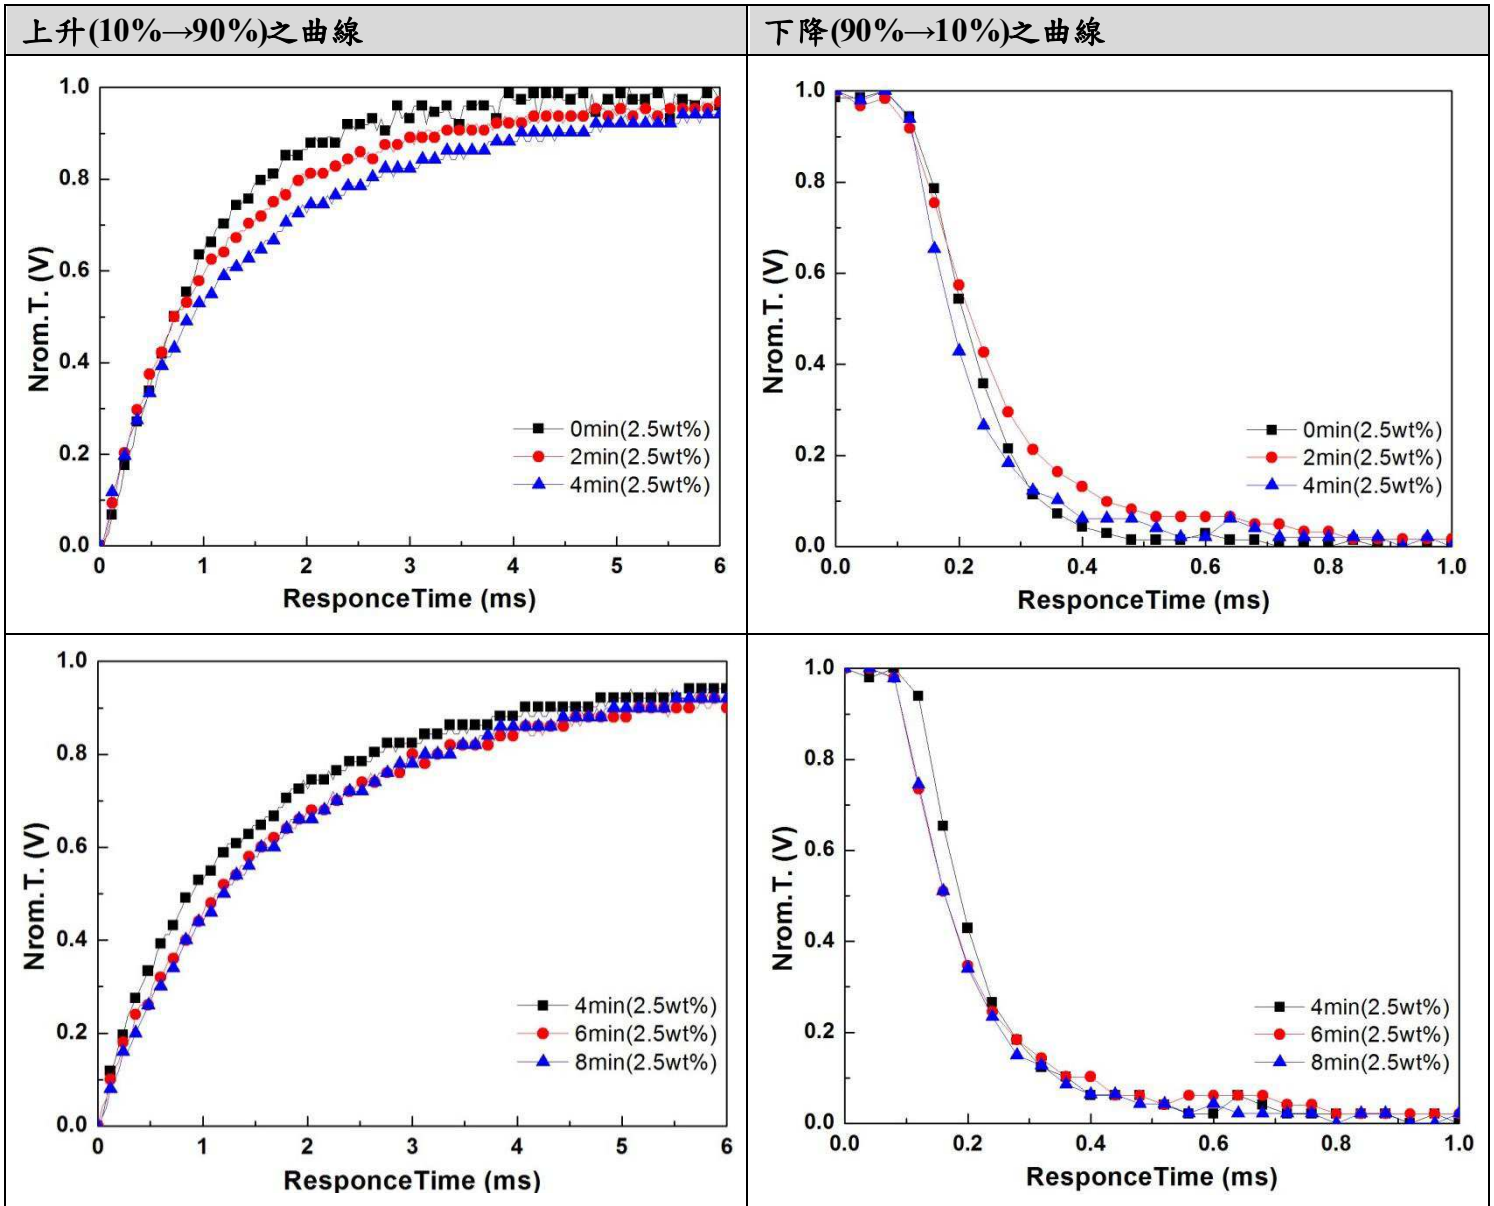 上升(10%→90%)之曲線
下降(90%→10%)之曲線
1.0
0.8
0.6
0.4
0.2
0.0
0 1 2 3 4 5 6
Nrom.T. (V)
ResponceTime (ms)
0min(2.5wt%)
2min(2.5wt%)
4min(2.5wt%)
1.0
0.8
0.6
0.4
0.2
0.0
0.0 0.2 0.4 0.6 0.8 1.0
Nrom.T. (V)
ResponceTime (ms)
0min(2.5wt%)
2min(2.5wt%)
4min(2.5wt%)
1.0
0.8
0.6
0.4
0.2
0.0
0 1 2 3 4 5 6
Nrom.T. (V)
ResponceTime (ms)
4min(2.5wt%)
6min(2.5wt%)
8min(2.5wt%)
1.0
0.8
0.6
0.4
0.2
0.0
0.0 0.2 0.4 0.6 0.8 1.0
Nrom.T. (V)
ResponceTime (ms)
4min(2.5wt%)
6min(2.5wt%)
8min(2.5wt%)